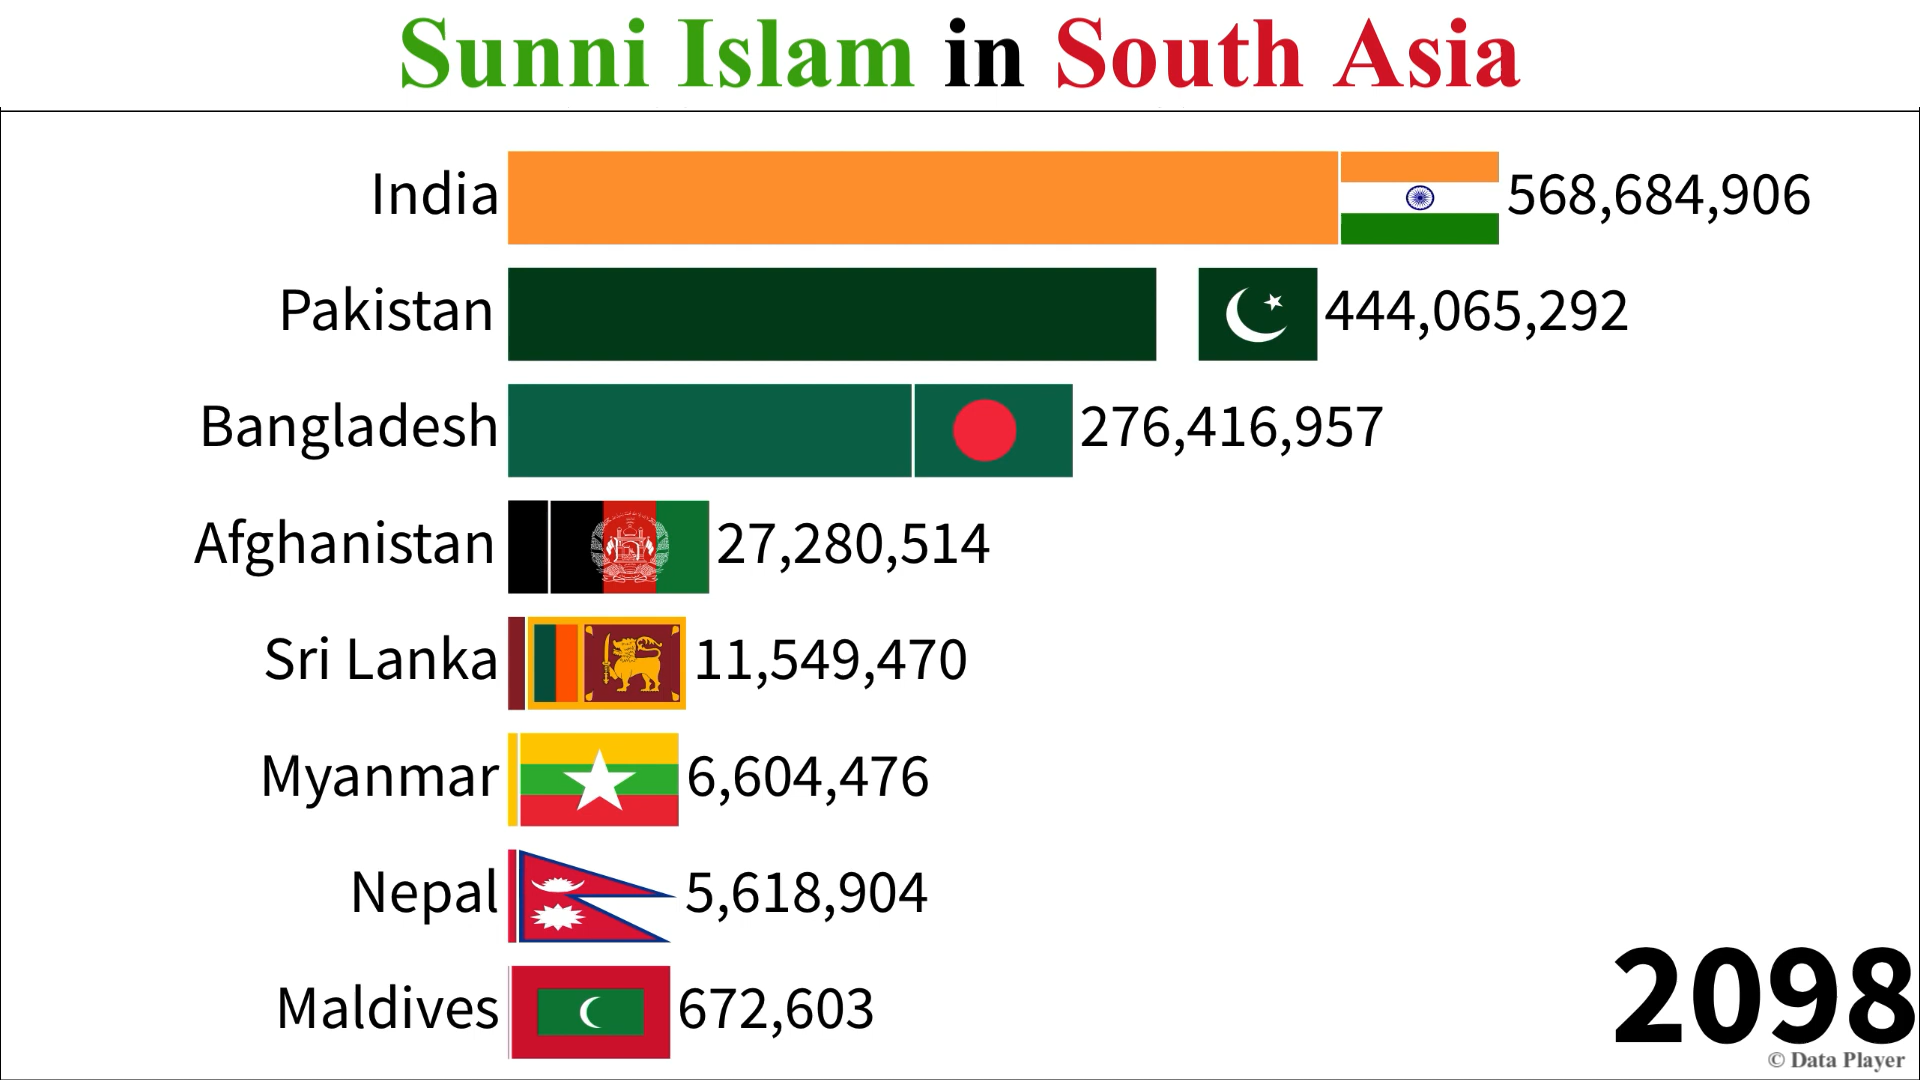 Sunni Islam in South Asia
India 568,684,906
Pakistan 444,065,292
Bangladesh 276,416,957
Afghanistan 27,280,514
Sri Lanka 11,549,470
Myanmar 6,604,476
Nepal 5,618,904
Maldives 672,603
2098
© Data Player